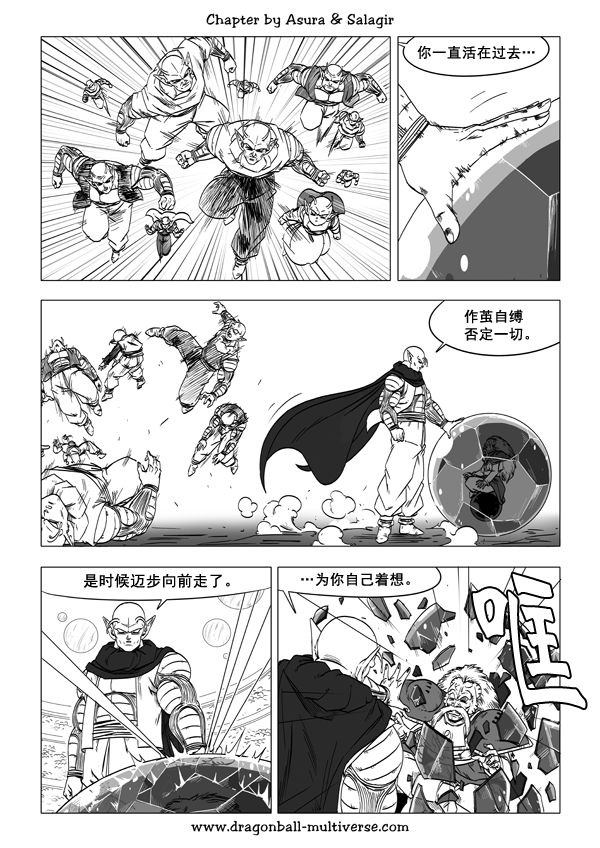 Chapter by Asura & Salagir
你一直活在过去…
作茧自缚
否定一切。
是时候迈步向前走了。
…为你自己着想。
哇
www.dragonball-multiverse.com